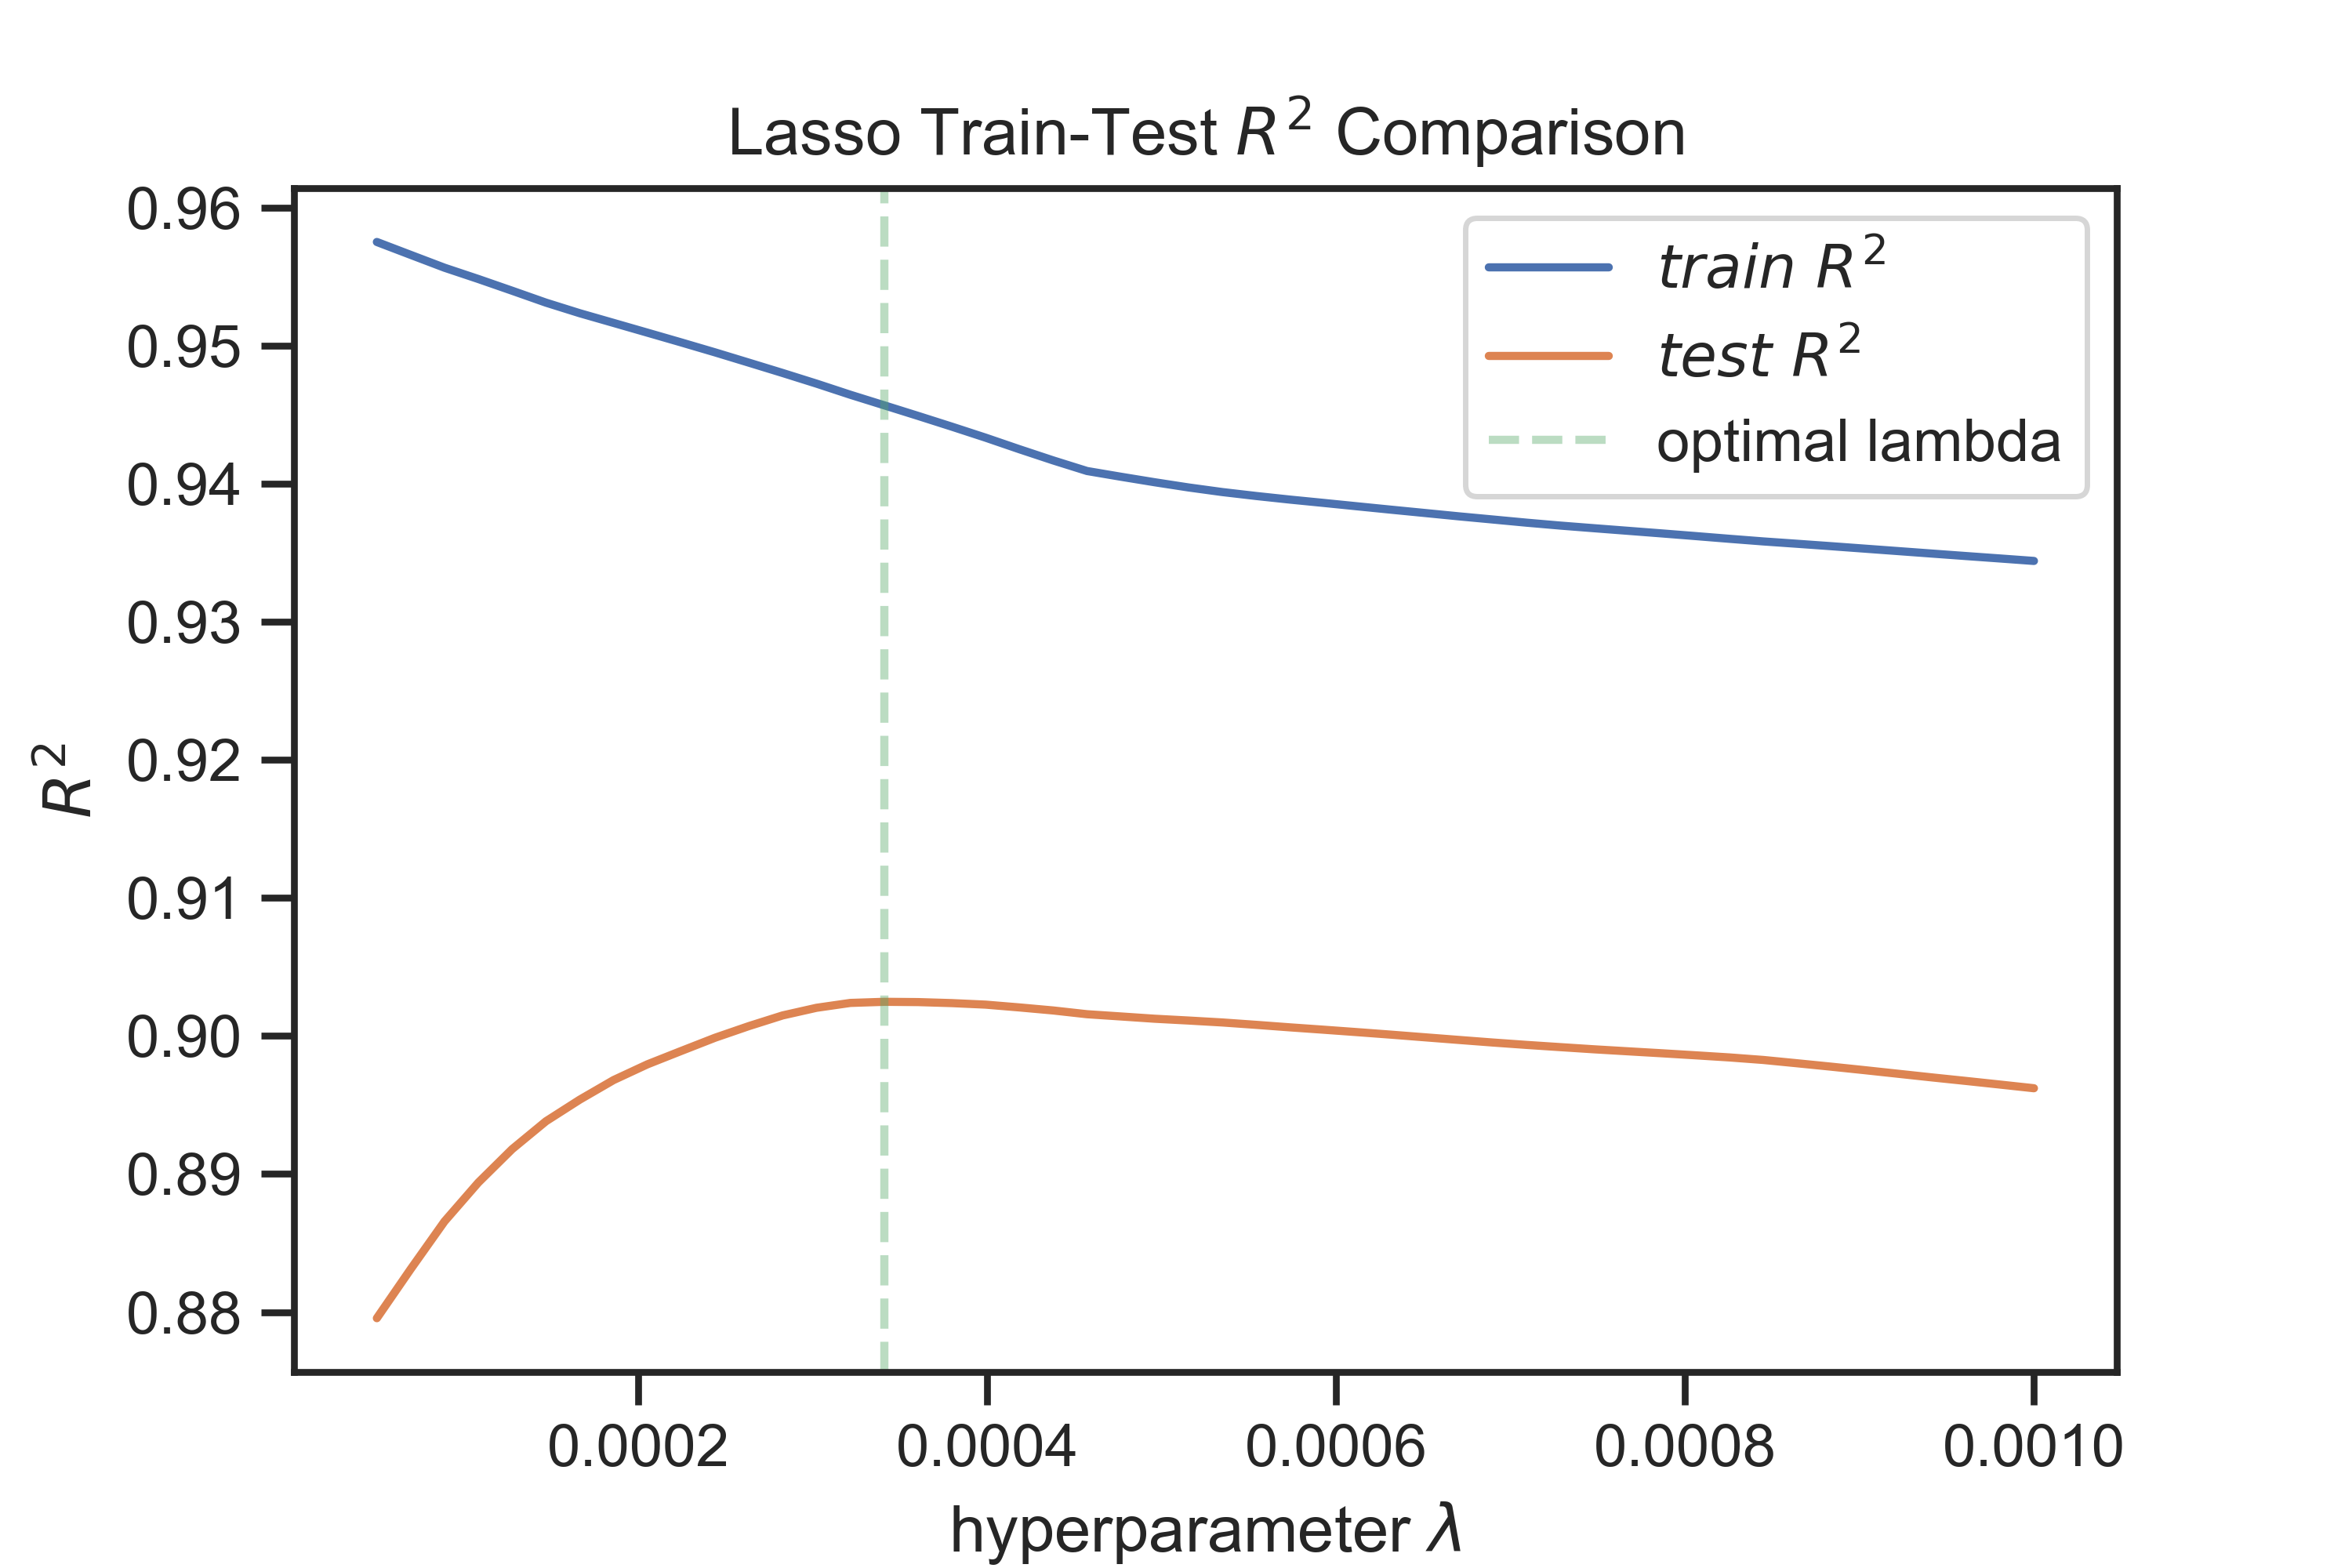 Lasso Train-Test R² Comparison
0.96
0.95
0.94
0.93
0.92
0.91
0.90
0.89
0.88
R²
train R²
test R²
optimal lambda
0.0002 0.0004 0.0006 0.0008 0.0010
hyperparameter λ